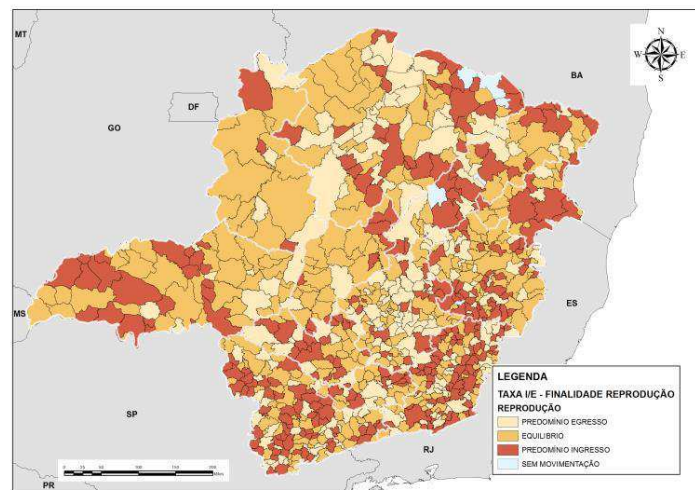 MT
N
W E
S
BA
DF
GO
MS
ES
SP
RJ
PR
LEGENDA
TAXA I/E - FINALIDADE REPRODUÇÃO
REPRODUÇÃO
PREDOMÍNIO EGRESSO
EQUILIBRIO
PREDOMÍNIO INGRESSO
SEM MOVIMENTAÇÃO